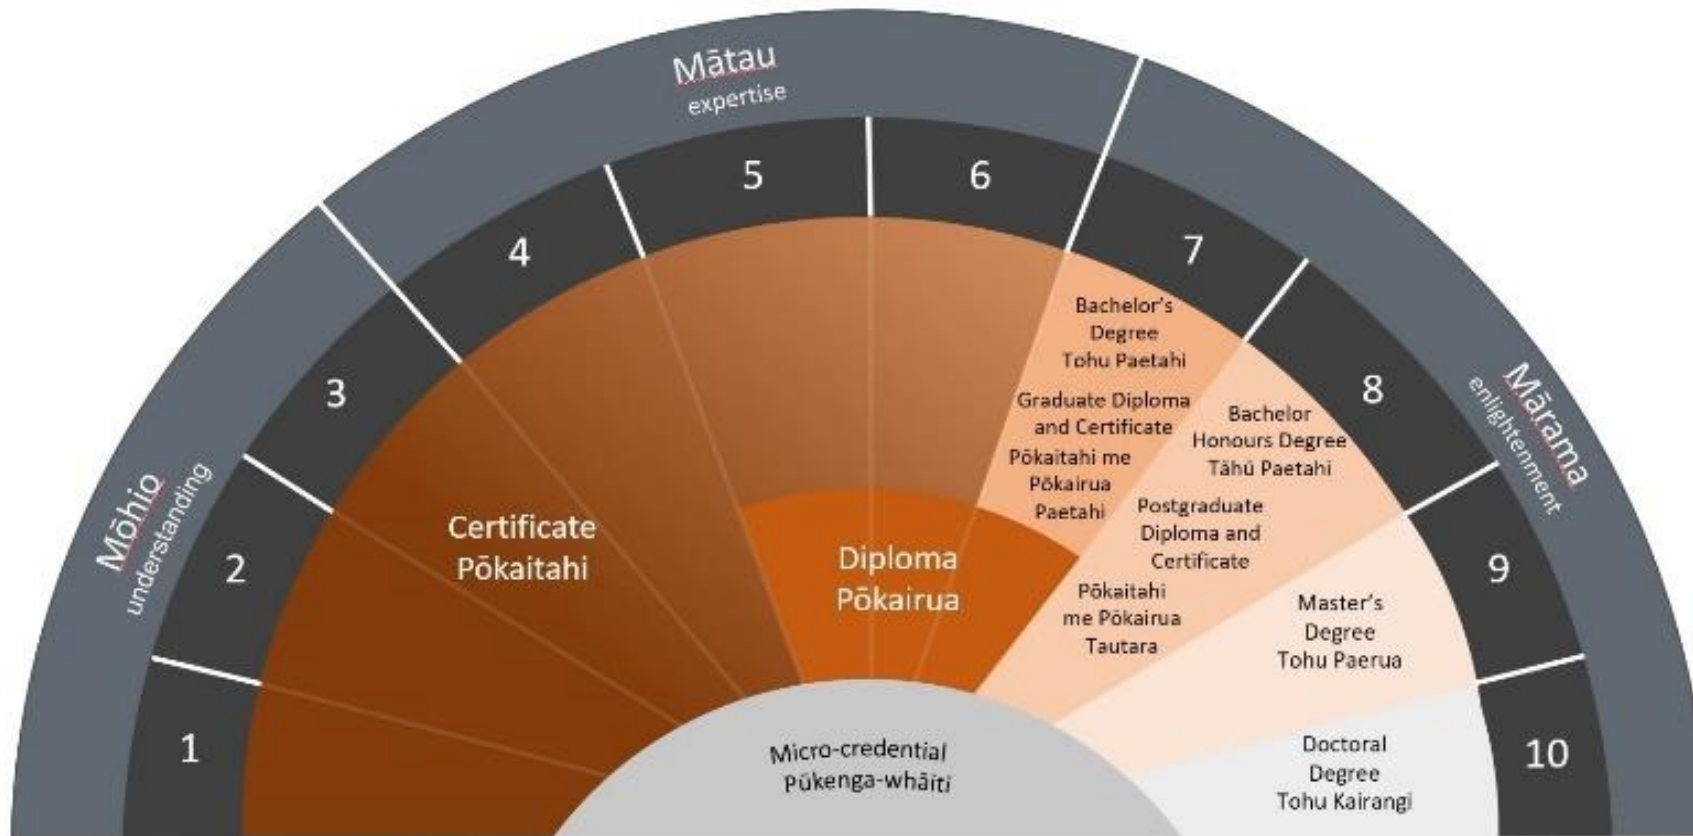 Mōhio
understanding
Mātau
expertise
Mārama
enlightenment
1
2
3
4
5
6
7
8
9
10
Certificate
Pōkaitahi
Diploma
Pōkairua
Bachelor's
Degree
Tohu Paetahi
Graduate Diploma
and Certificate
Pōkaitahi me
Pōkairua
Paetahi
Bachelor
Honours Degree
Tāhū Paetahi
Postgraduate
Diploma and
Certificate
Pōkaitahi
me Pōkairua
Tautara
Master's
Degree
Tohu Paerua
Doctoral
Degree
Tohu Kairangi
Micro-credential
Pūkenga-whāiti